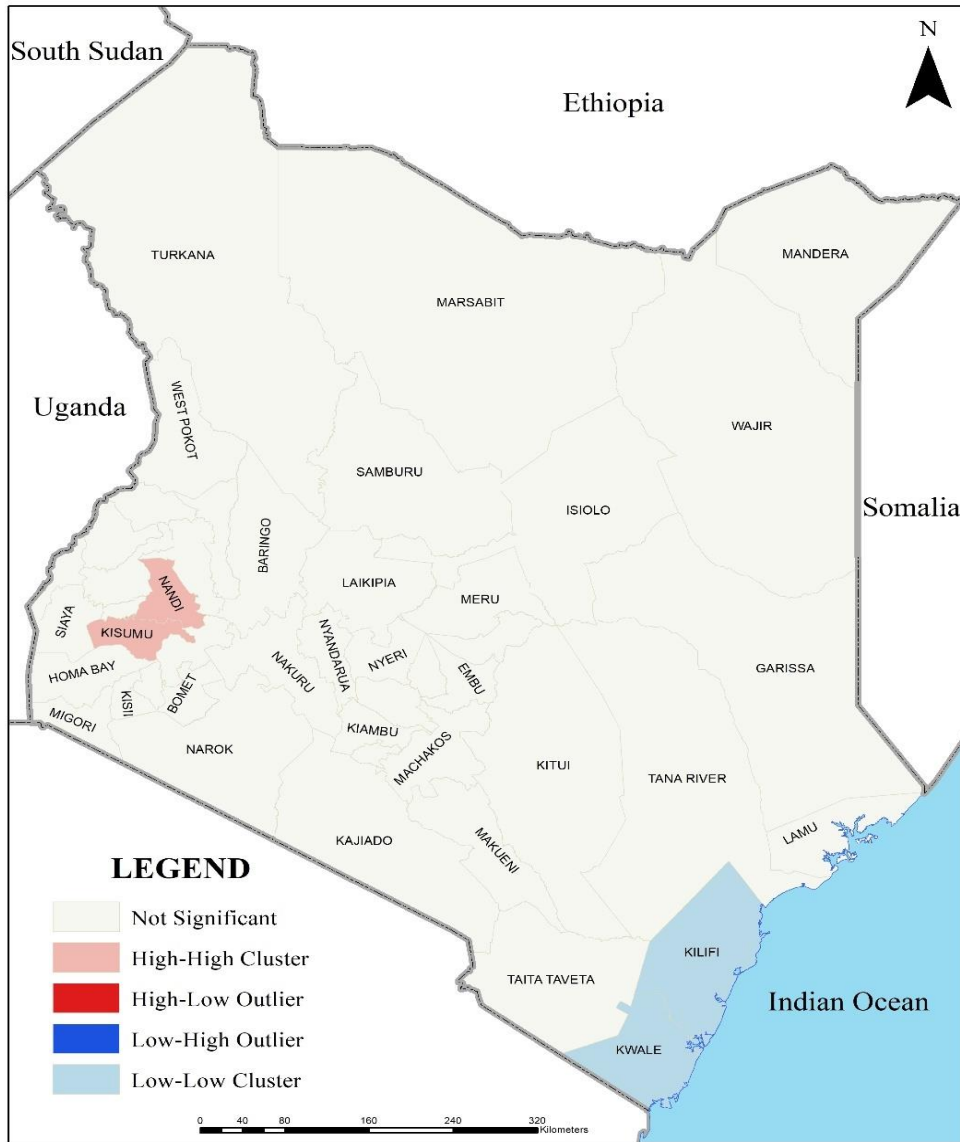 South Sudan
N
Ethiopia
TURKANA
MANDERA
MARSABIT
Uganda
WEST POKOT
WAJIR
SAMBURU
Somalia
ISIOLO
BARINGO
LAIKIPIA
NANDI
MERU
SIAYA
KISUMU
NYANDARUA
NYERI
EMBU
GARISSA
HOMA BAY
BOMET
NAKURU
KISII
MIGORI
KIAMBU
NAROK
MACHAKOS
KITUI
TANA RIVER
LAMU
KAJIADO
MAKUENI
KILIFI
TAITA TAVETA
Indian Ocean
KWALE
LEGEND
Not Significant
High-High Cluster
High-Low Outlier
Low-High Outlier
Low-Low Cluster
0 40 80 160 240 320
Kilometers